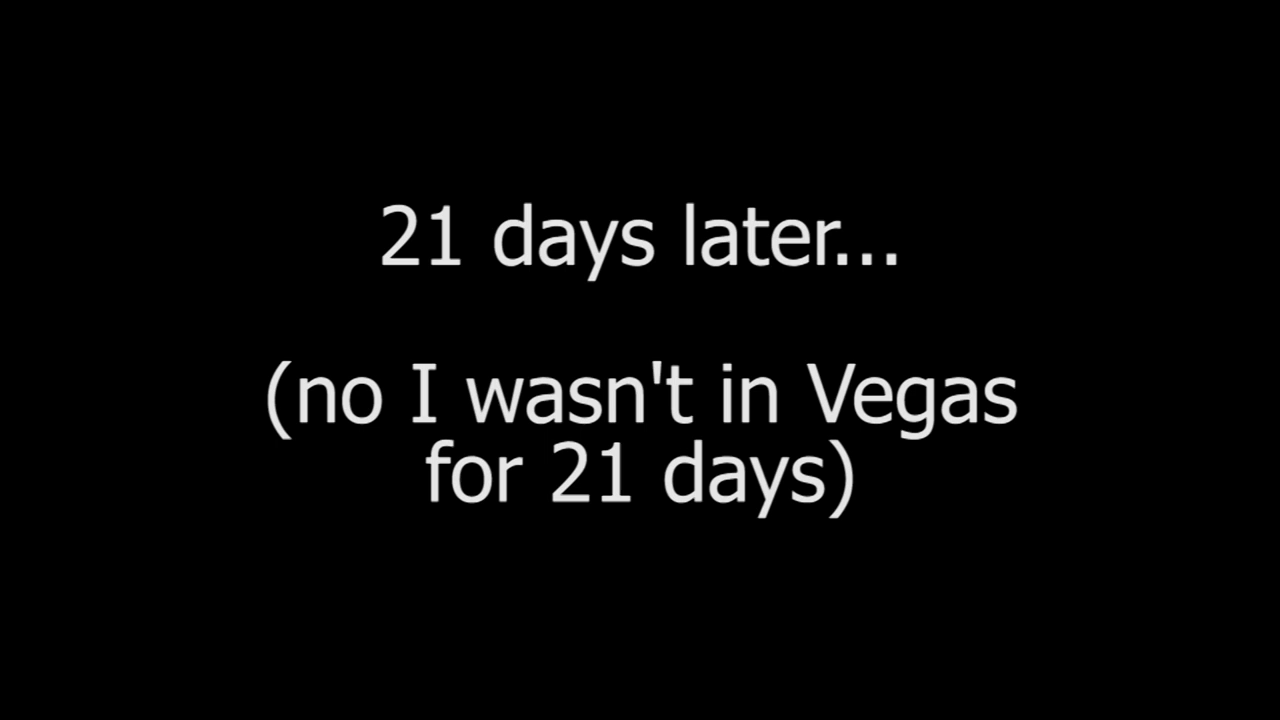 21 days later...
(no I wasn't in Vegas
for 21 days)